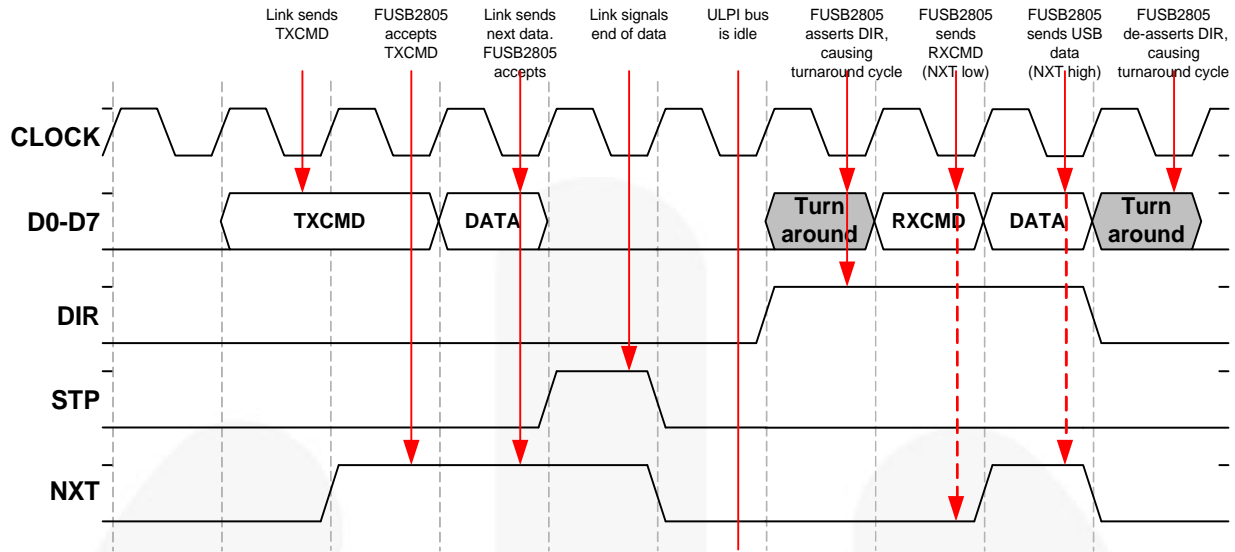 Link sends
TXCMD
FUSB2805
accepts
TXCMD
Link sends
next data.
FUSB2805
accepts
Link signals
end of data
ULPI bus
is idle
FUSB2805
asserts DIR,
causing
turnaround cycle
FUSB2805
sends
RXCMD
(NXT low)
FUSB2805
sends USB
data
(NXT high)
FUSB2805
de-asserts DIR,
causing
turnaround cycle
CLOCK
D0-D7
TXCMD
DATA
Turn
around
RXCMD
DATA
Turn
around
DIR
STP
NXT